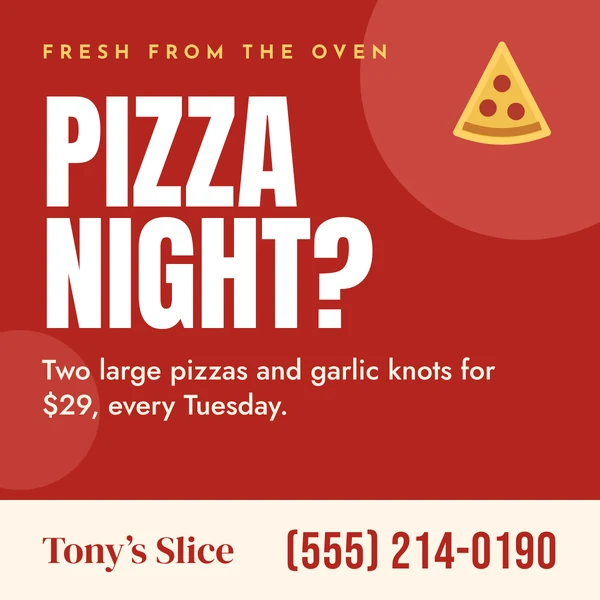 FRESH FROM THE OVEN
PIZZA
NIGHT?
Two large pizzas and garlic knots for
$29, every Tuesday.
Tony’s Slice
(555) 214-0190